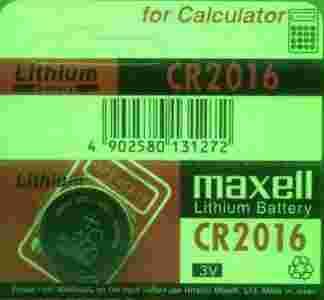 for Calculator
Lithium
CR2016
4 902580 131272
Lithium
maxell
Lithium Battery
CR2016
3V